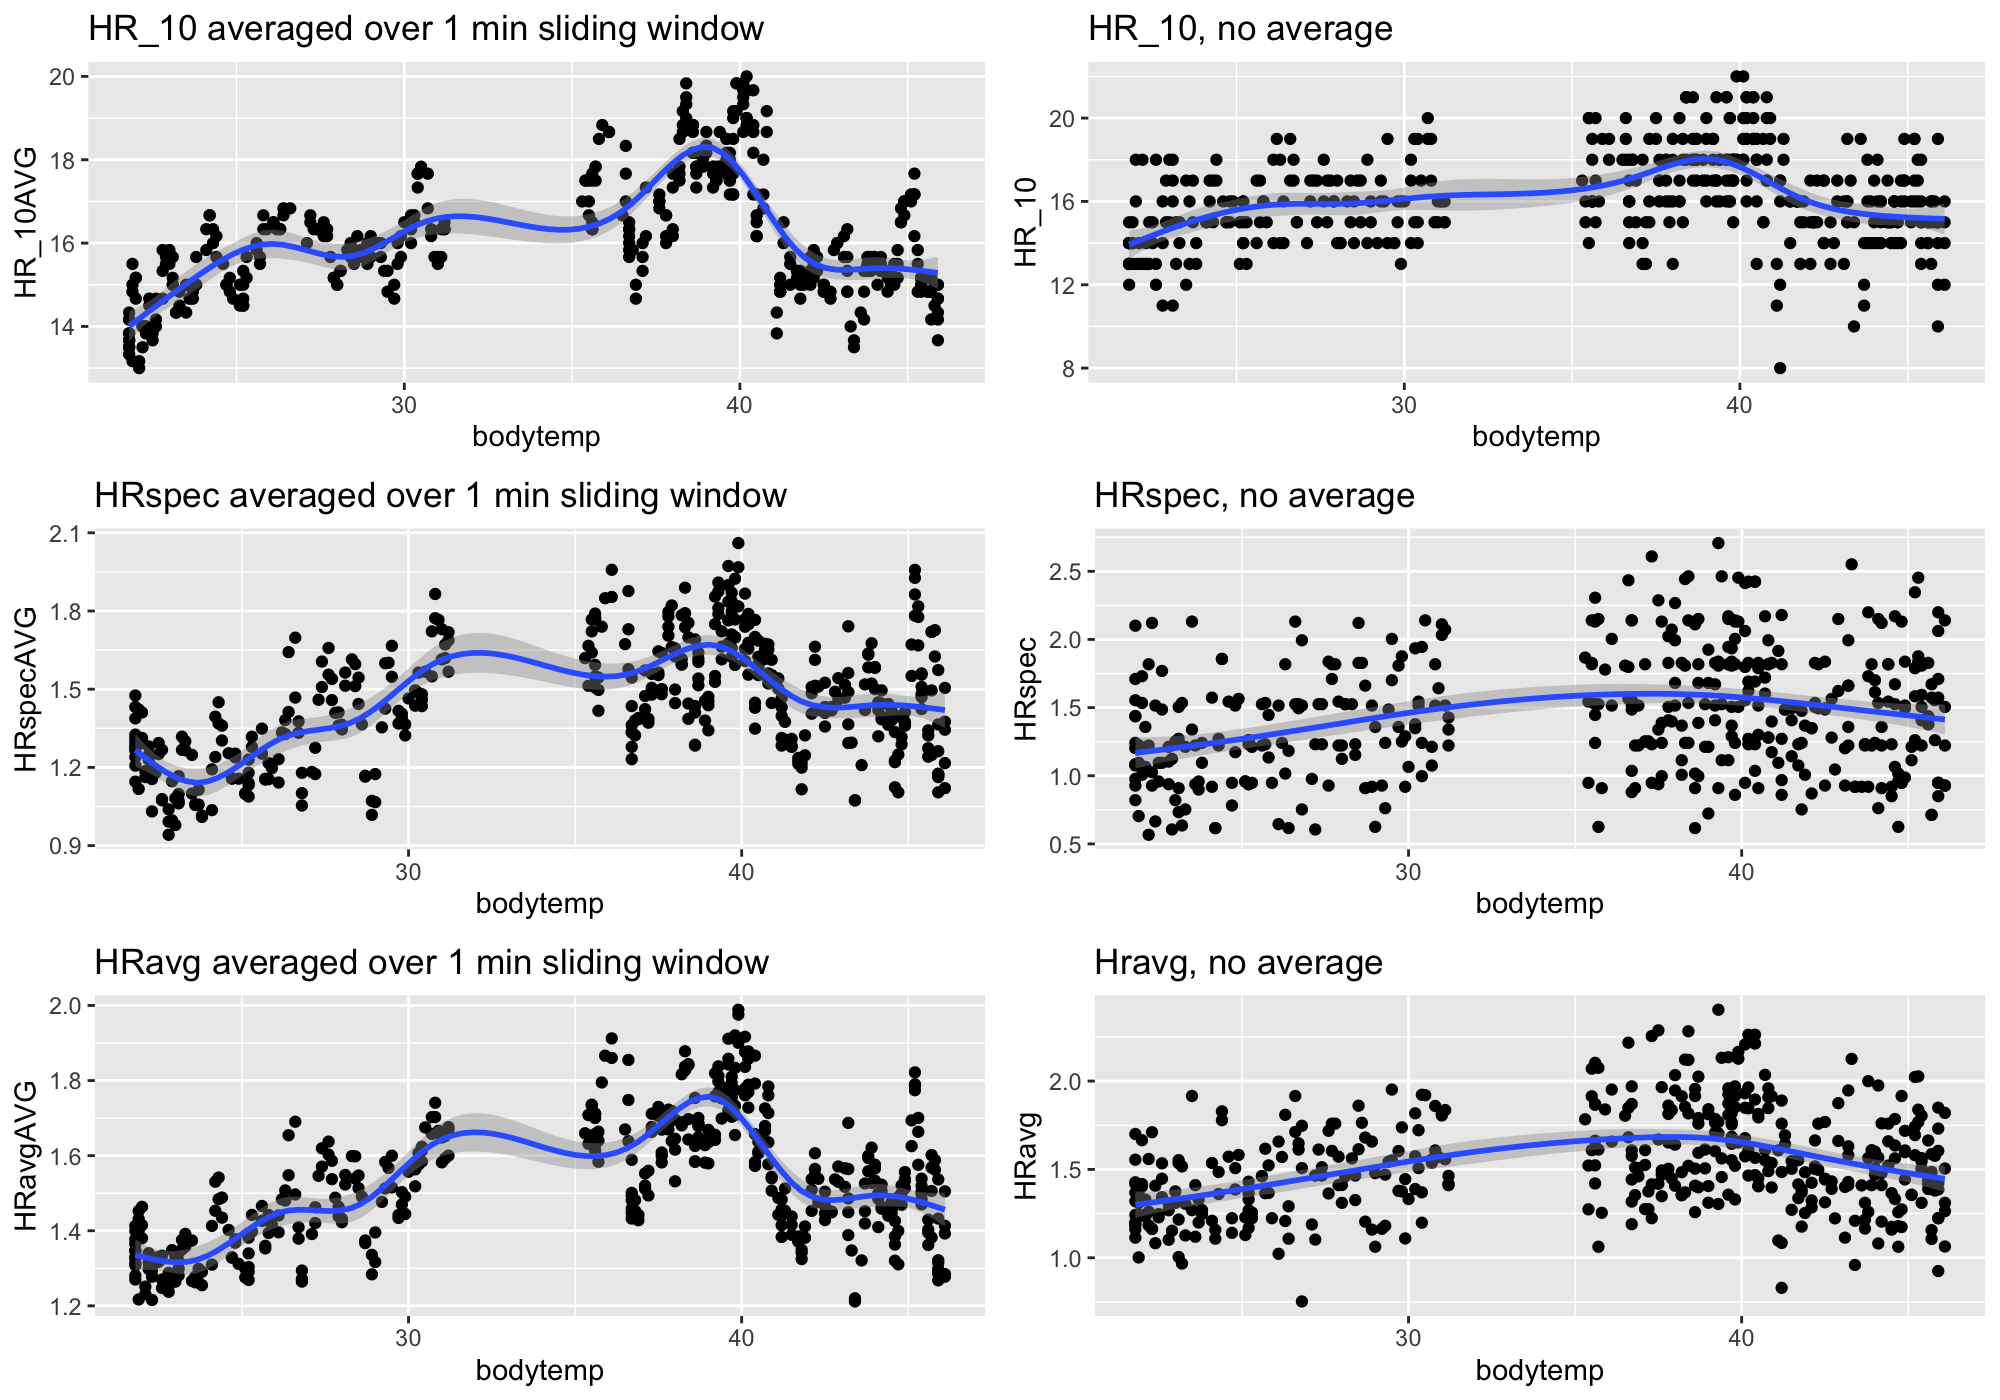 HR_10 averaged over 1 min sliding window
20
18
16
14
HR_10AVG
30 40
bodytemp
HR_10, no average
20
16
12
8
HR_10
30 40
bodytemp
HRspec averaged over 1 min sliding window
2.1
1.8
1.5
1.2
0.9
HRspecAVG
30 40
bodytemp
HRspec, no average
2.5
2.0
1.5
1.0
0.5
HRspec
30 40
bodytemp
HRavg averaged over 1 min sliding window
2.0
1.8
1.6
1.4
1.2
HRavgAVG
30 40
bodytemp
Hravg, no average
2.0
1.5
1.0
HRavg
30 40
bodytemp